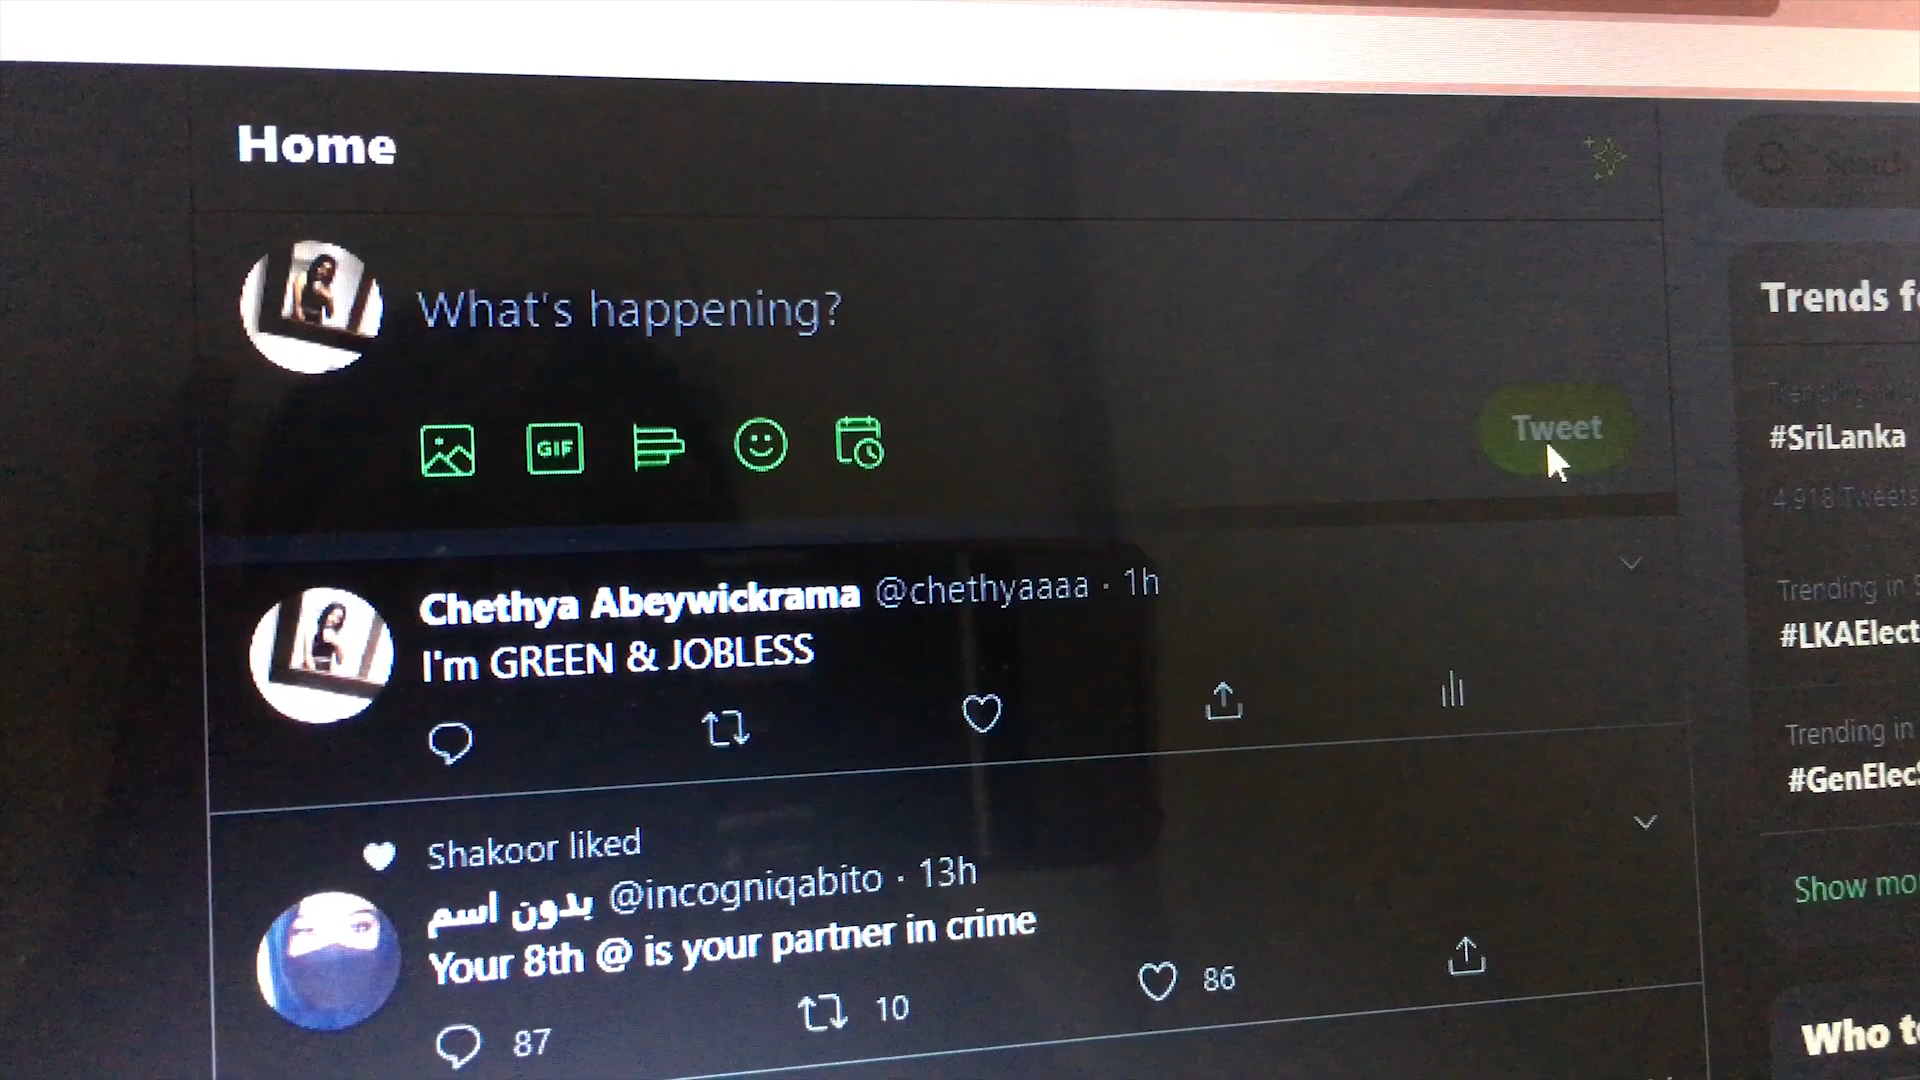 Home
What's happening?
GIF
Tweet
Chethya Abeywickrama @chethyaaaa · 1h
I'm GREEN & JOBLESS
Shakoor liked
بدون اسم @incogniqabito · 13h
Your 8th @ is your partner in crime
87 10 86
Trends f
Trending in
#SriLanka
4,918 Tweets
Trending in S
#LKAElect
Trending in
#GenElec
Show mo
Who t